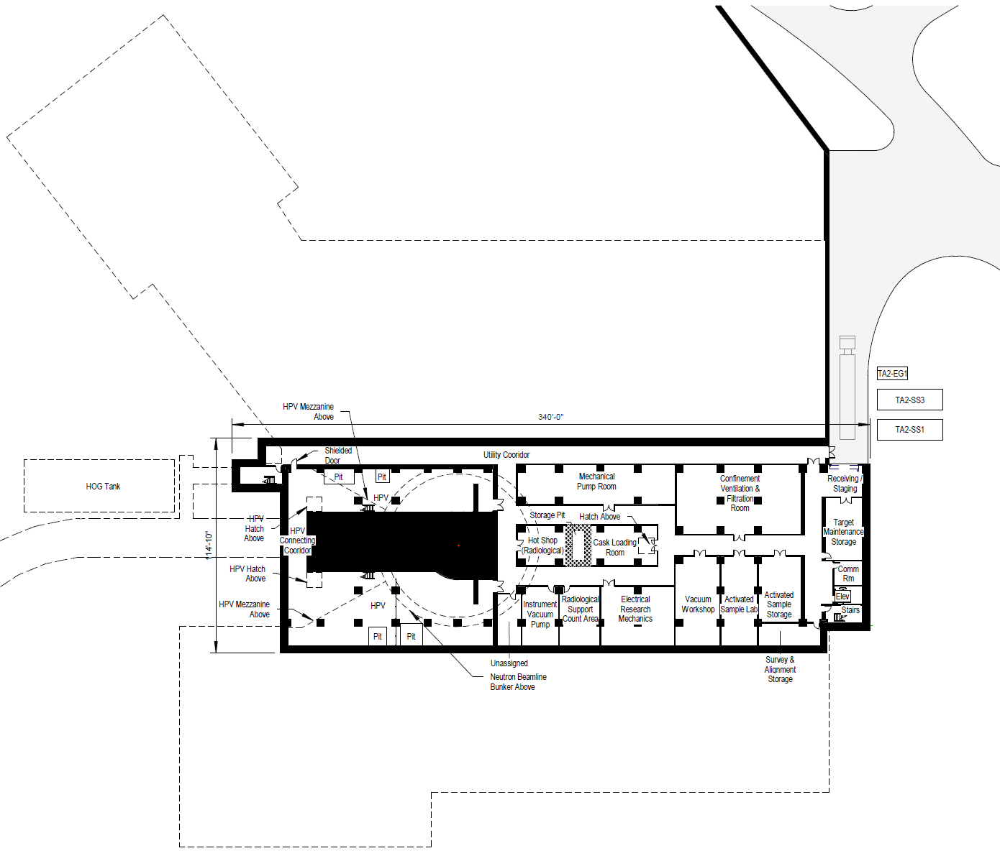 TA2-EG1
TA2-SS3
TA2-SS1
HPV Mezzanine
Above
340'-0"
Shielded
Door
Utility Cooridor
Pit
Pit
HPV
HOG Tank
HPV
Hatch
Above
HPV
Connecting
Cooridor
114'-10"
HPV Hatch
Above
HPV Mezzanine
Above
HPV
Pit
Pit
Mechanical
Pump Room
Confinement
Ventilation &
Filtration
Room
Receiving /
Staging
Storage Pit
Hatch Above
Hot Shop
(Radiological)
Cask Loading
Room
Target
Maintenance
Storage
Comm
Rm
Elev
Stairs
Instrument
Vacuum
Pump
Radiological
Support
Count Area
Electrical
Research
Mechanics
Vacuum
Workshop
Activated
Sample Lab
Activated
Sample
Storage
Unassigned
Neutron Beamline
Bunker Above
Survey &
Alignment
Storage